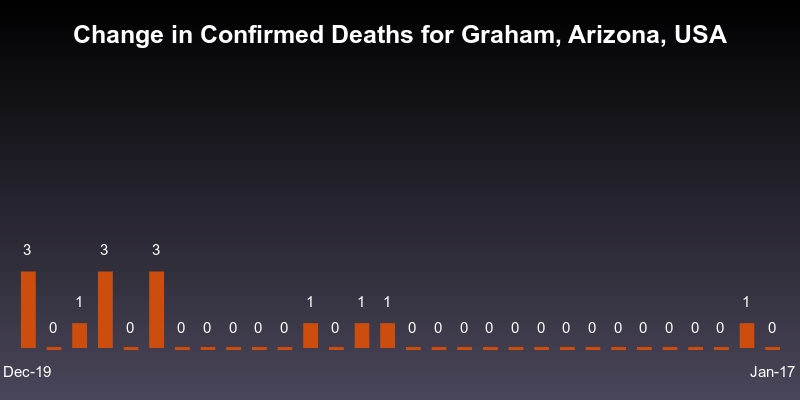 Change in Confirmed Deaths for Graham, Arizona, USA
3 3 3
1 1 1 1 1
0 0 0 0 0 0 0 0 0 0 0 0 0 0 0 0 0 0 0 0 0 0
Dec-19 Jan-17